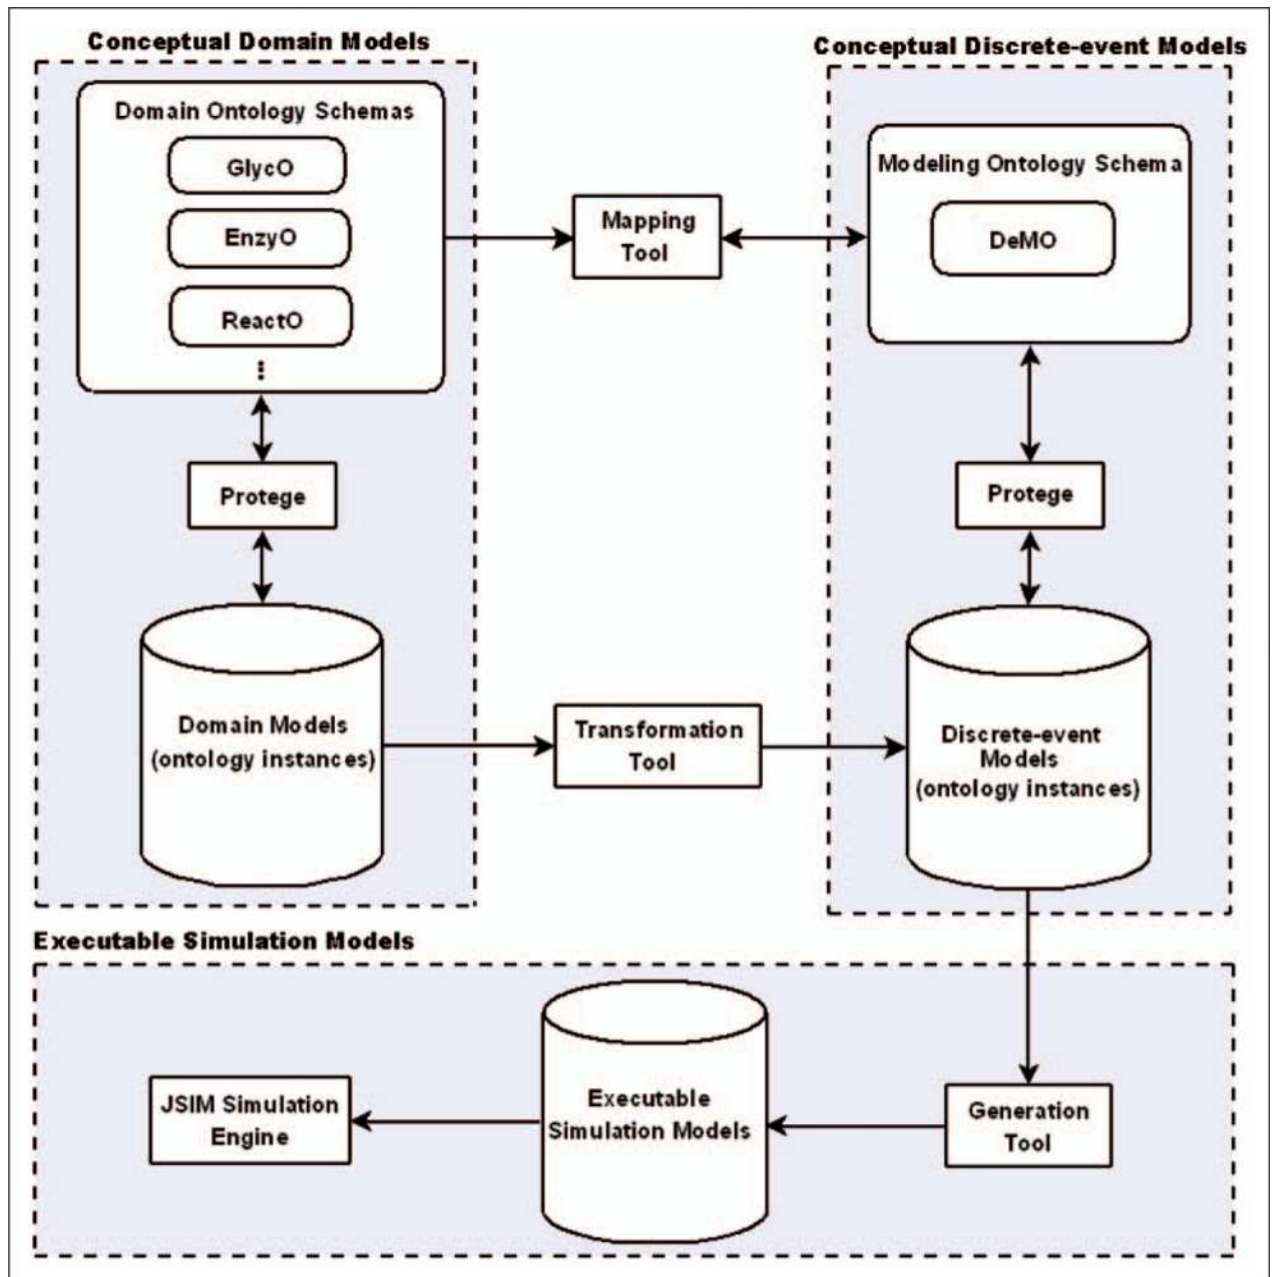 Conceptual Domain Models
Domain Ontology Schemas
GlycO
EnzyO
ReactO
⋮
Protege
Domain Models
(ontology instances)
Mapping
Tool
Transformation
Tool
Conceptual Discrete-event Models
Modeling Ontology Schema
DeMO
Protege
Discrete-event
Models
(ontology instances)
Executable Simulation Models
JSIM Simulation
Engine
Executable
Simulation Models
Generation
Tool